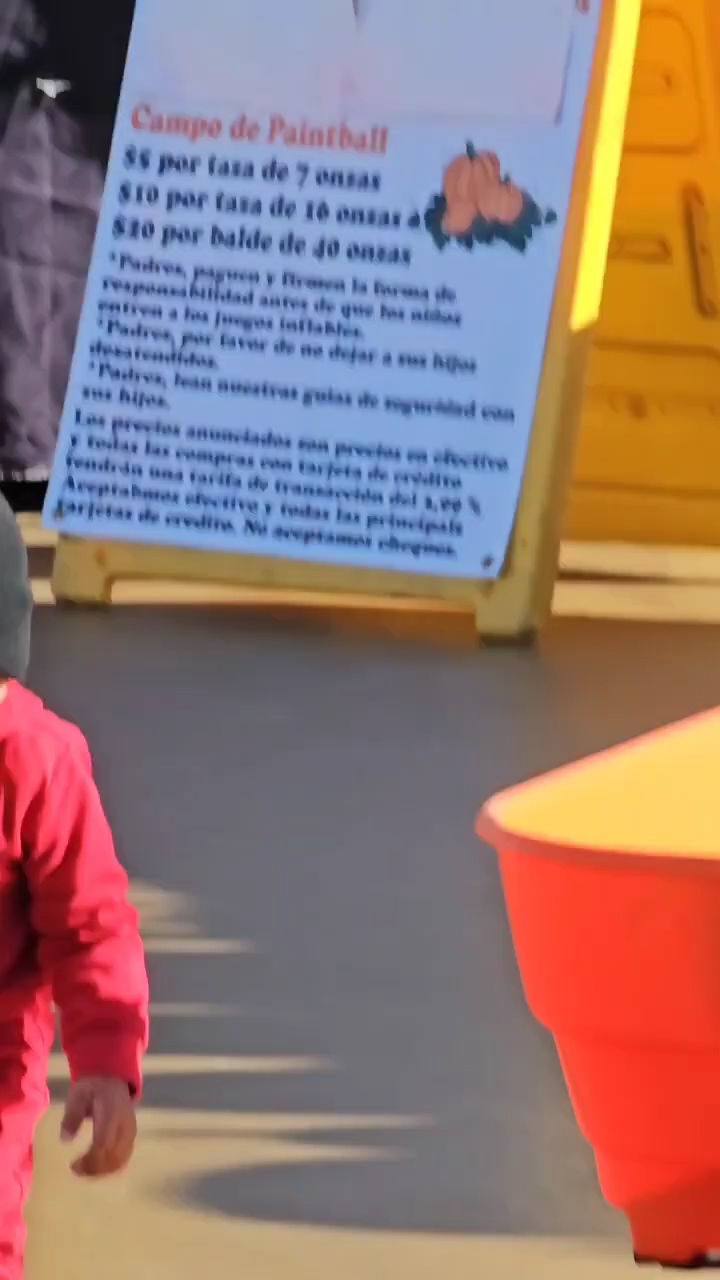 Campo de Paintball
$5 por taza de 7 onzas
$10 por taza de 16 onzas
$20 por balde de 40 onzas
*Padres, paguen y firmen la forma de
responsabilidad antes de que los niños
entren a los juegos inflables.
*Padres, por favor de no dejar a sus hijos
desatendidos.
*Padres, lean nuestras guias de seguridad con
sus hijos.
Los precios anunciados son precios en efectivo
y todas las compras con tarjeta de crédito
tendrán una tarifa de transacción del
Aceptabmos efectivo y todas las principals
tarjetas de credito. No aceptamos cheques.